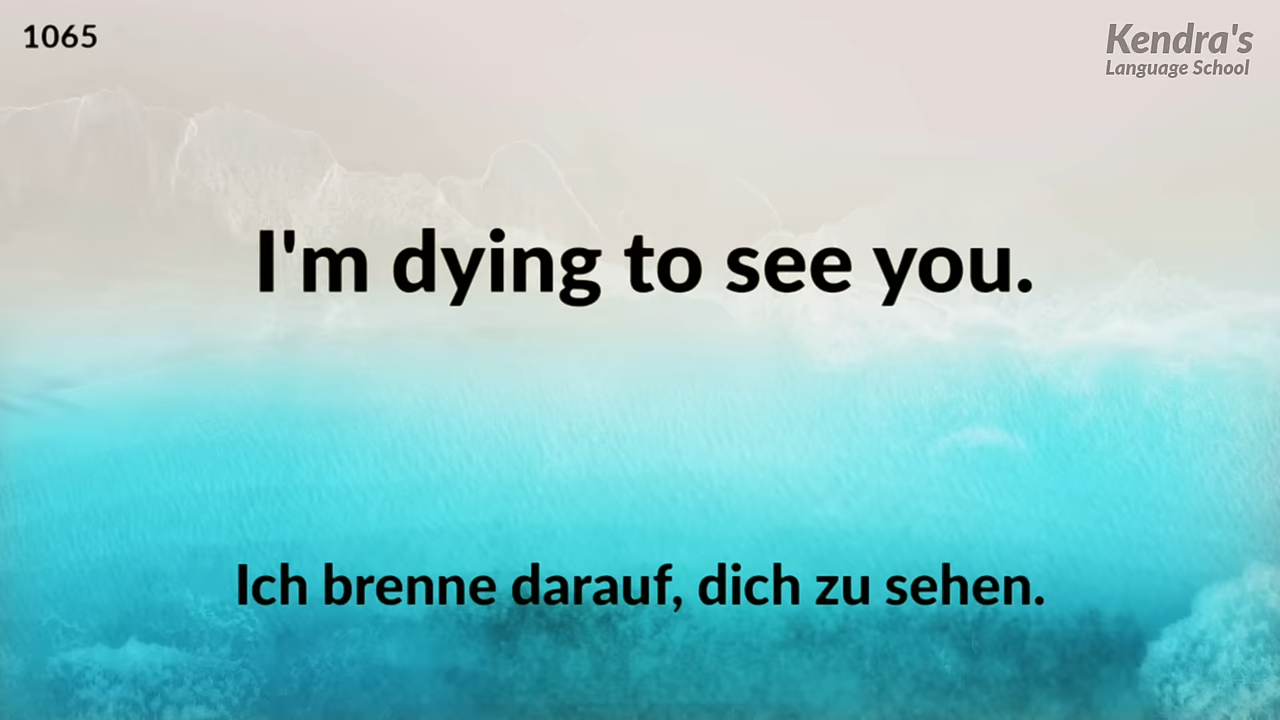 1065
Kendra's
Language School
I'm dying to see you.
Ich brenne darauf, dich zu sehen.